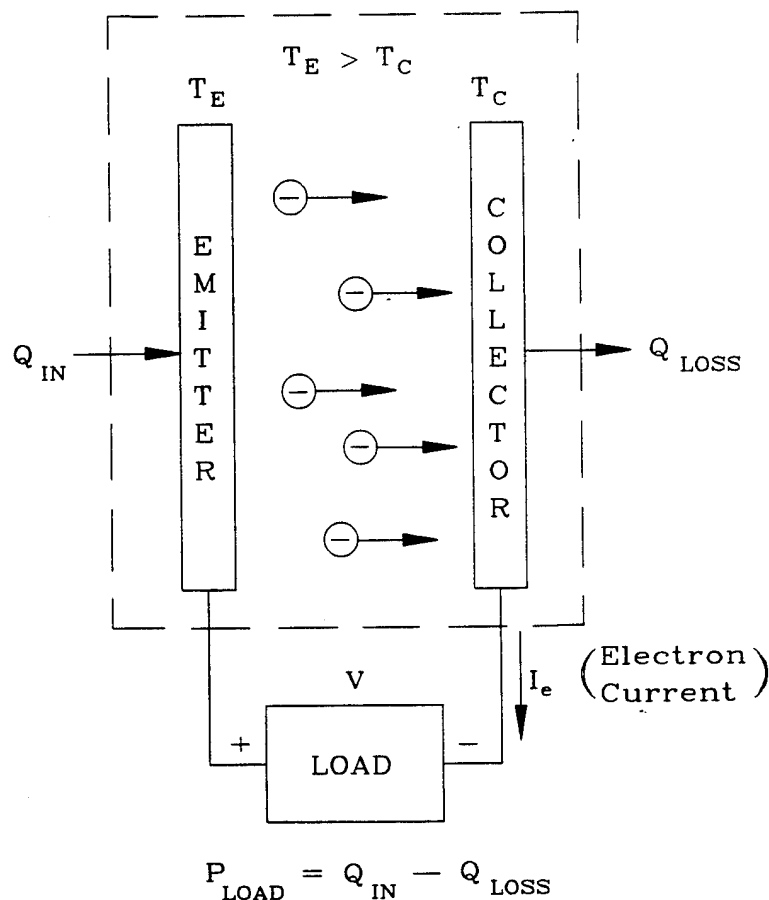 T_E > T_C
T_E
T_C
EMITTER
COLLECTOR
−
−
−
−
−
Q_IN
Q_LOSS
V
I_e (Electron Current)
+
LOAD
−
P_LOAD = Q_IN − Q_LOSS